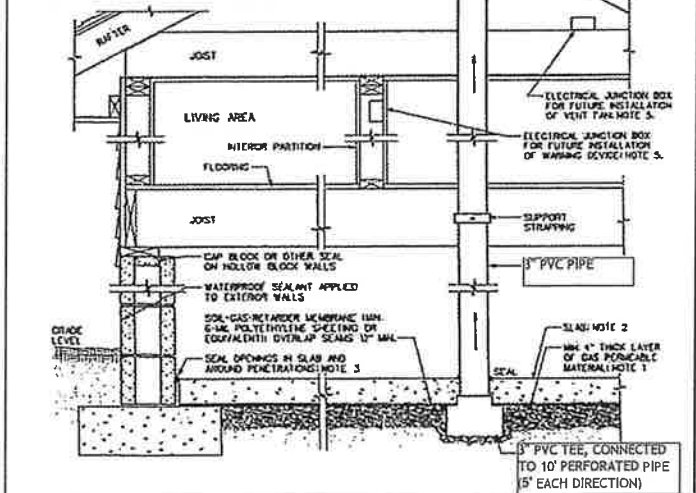 RAFTER
JOIST
ELECTRICAL JUNCTION BOX
FOR FUTURE INSTALLATION
OF VENT FAN. NOTE 5.
LIVING AREA
INTERIOR PARTITION
ELECTRICAL JUNCTION BOX
FOR FUTURE INSTALLATION
OF WARNING DEVICE. NOTE 5.
FLOORING
JOIST
SUPPORT
STRAPPING
CAP BLOCK OR OTHER SEAL
ON HOLLOW BLOCK WALLS
3" PVC PIPE
WATERPROOF SEALANT APPLIED
TO EXTERIOR WALLS
SOIL-GAS-RETARDER MEMBRANE (MIN.
6-MIL POLYETHYLENE SHEETING OR
EQUIVALENT) OVERLAP SEAMS 12" MIN.
GRADE
LEVEL
SLAB: NOTE 2
MIN. 4" THICK LAYER
OF GAS PERMEABLE
MATERIAL: NOTE 1
SEAL OPENINGS IN SLAB AND
AROUND PENETRATIONS: NOTE 3
SEAL
3" PVC TEE, CONNECTED
TO 10' PERFORATED PIPE
(5' EACH DIRECTION)